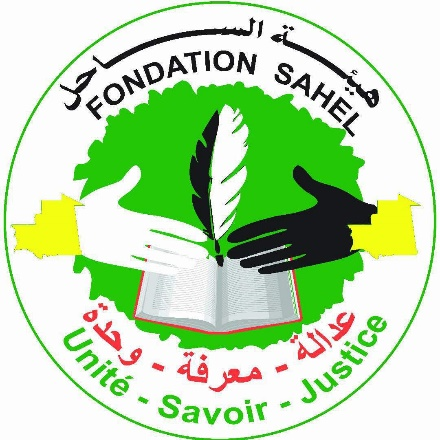 هيئة الساحل
FONDATION SAHEL
عدالة - معرفة - وحدة
Unité - Savoir - Justice